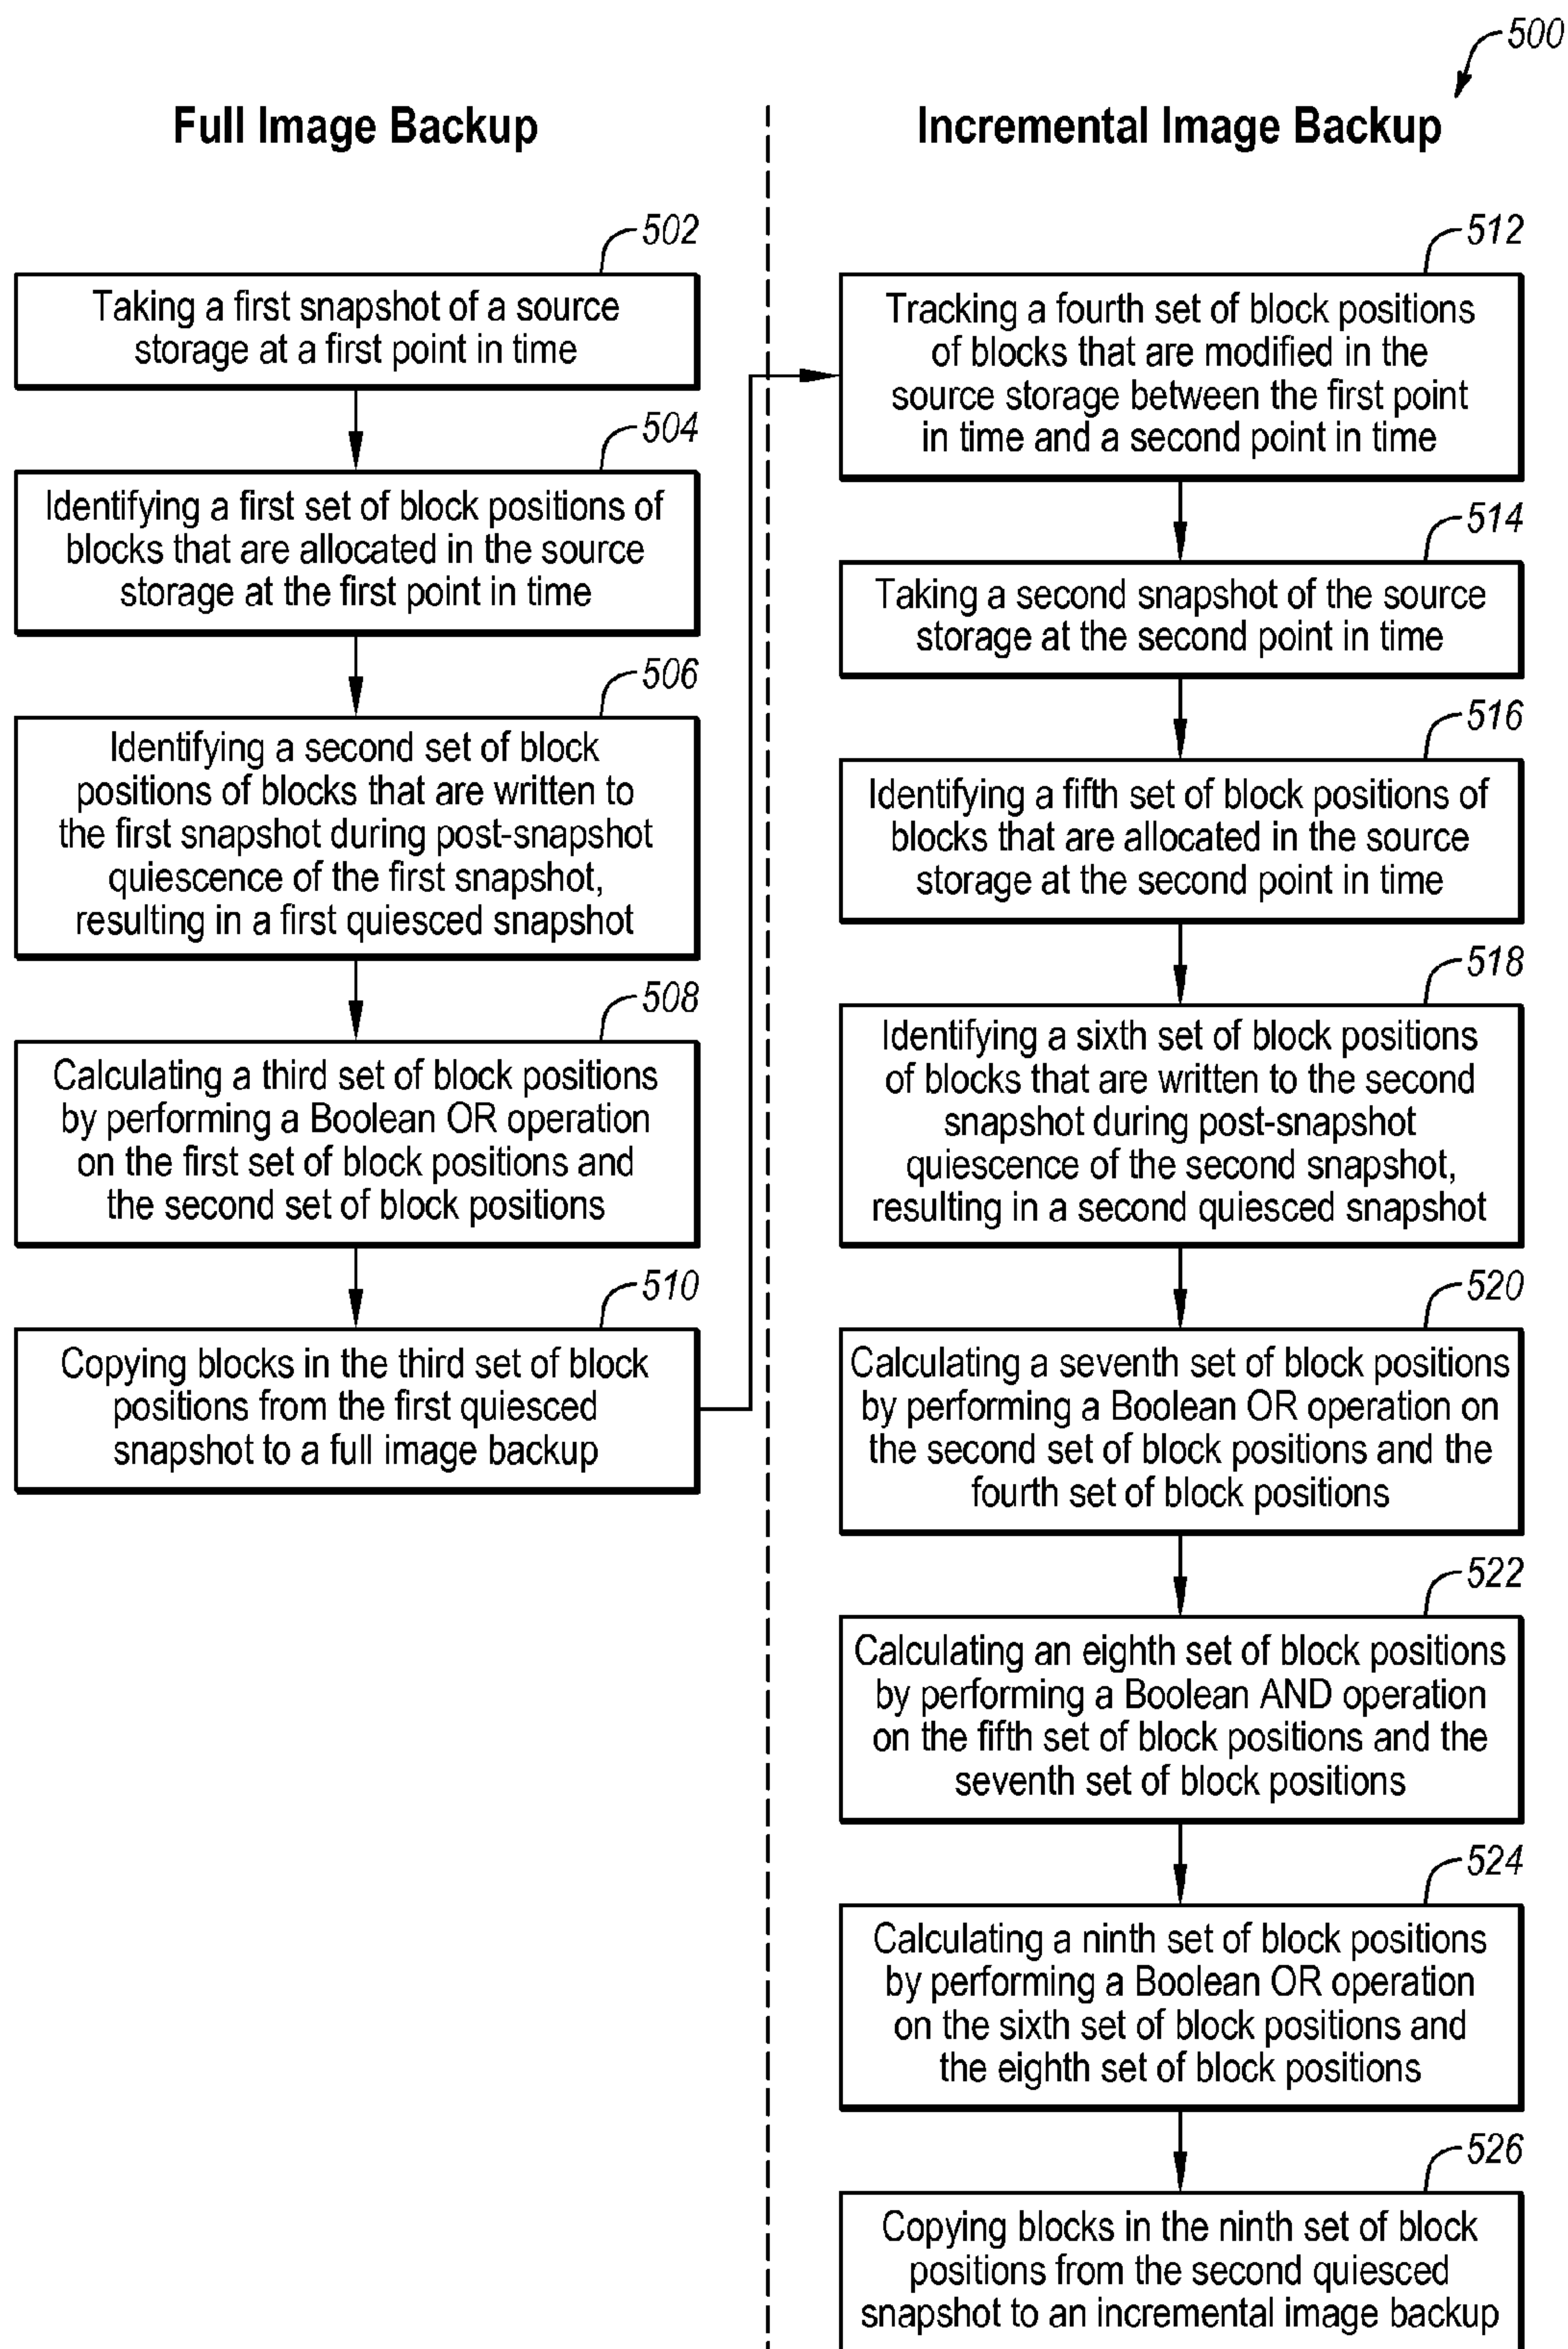 500
Full Image Backup
502
Taking a first snapshot of a source
storage at a first point in time
504
Identifying a first set of block positions of
blocks that are allocated in the source
storage at the first point in time
506
Identifying a second set of block
positions of blocks that are written to
the first snapshot during post-snapshot
quiescence of the first snapshot,
resulting in a first quiesced snapshot
508
Calculating a third set of block positions
by performing a Boolean OR operation
on the first set of block positions and
the second set of block positions
510
Copying blocks in the third set of block
positions from the first quiesced
snapshot to a full image backup
Incremental Image Backup
512
Tracking a fourth set of block positions
of blocks that are modified in the
source storage between the first point
in time and a second point in time
514
Taking a second snapshot of the source
storage at the second point in time
516
Identifying a fifth set of block positions of
blocks that are allocated in the source
storage at the second point in time
518
Identifying a sixth set of block positions
of blocks that are written to the second
snapshot during post-snapshot
quiescence of the second snapshot,
resulting in a second quiesced snapshot
520
Calculating a seventh set of block positions
by performing a Boolean OR operation on
the second set of block positions and the
fourth set of block positions
522
Calculating an eighth set of block positions
by performing a Boolean AND operation
on the fifth set of block positions and the
seventh set of block positions
524
Calculating a ninth set of block positions
by performing a Boolean OR operation
on the sixth set of block positions and
the eighth set of block positions
526
Copying blocks in the ninth set of block
positions from the second quiesced
snapshot to an incremental image backup